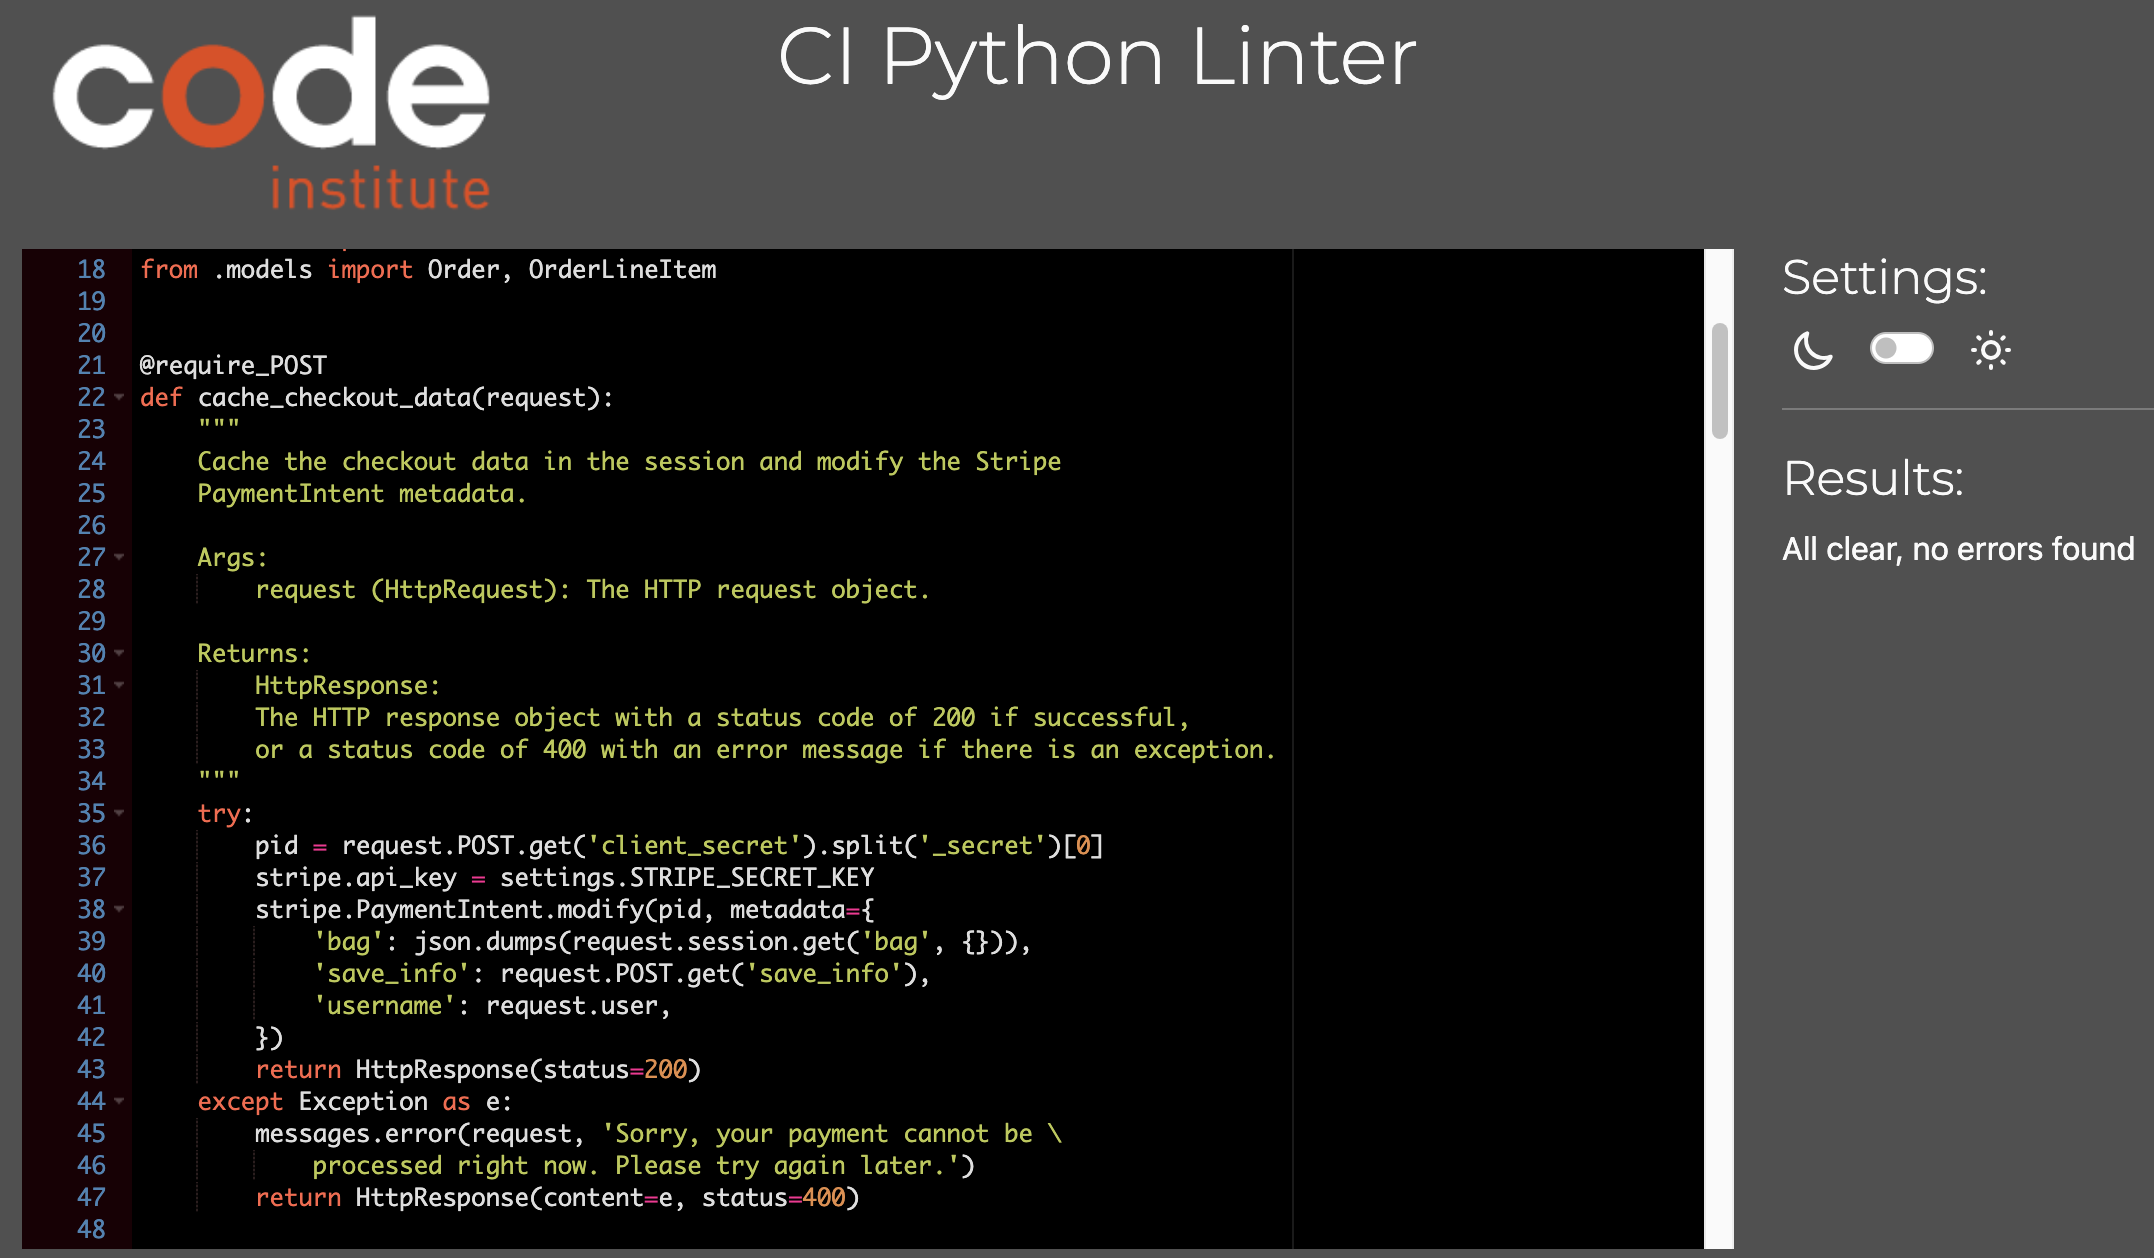 code
institute
CI Python Linter
18 from .models import Order, OrderLineItem
19
20
21 @require_POST
22 def cache_checkout_data(request):
23     """
24     Cache the checkout data in the session and modify the Stripe
25     PaymentIntent metadata.
26
27     Args:
28         request (HttpRequest): The HTTP request object.
29
30     Returns:
31         HttpResponse:
32         The HTTP response object with a status code of 200 if successful,
33         or a status code of 400 with an error message if there is an exception.
34     """
35     try:
36         pid = request.POST.get('client_secret').split('_secret')[0]
37         stripe.api_key = settings.STRIPE_SECRET_KEY
38         stripe.PaymentIntent.modify(pid, metadata={
39             'bag': json.dumps(request.session.get('bag', {})),
40             'save_info': request.POST.get('save_info'),
41             'username': request.user,
42         })
43         return HttpResponse(status=200)
44     except Exception as e:
45         messages.error(request, 'Sorry, your payment cannot be \
46             processed right now. Please try again later.')
47         return HttpResponse(content=e, status=400)
48
Settings:
Results:
All clear, no errors found